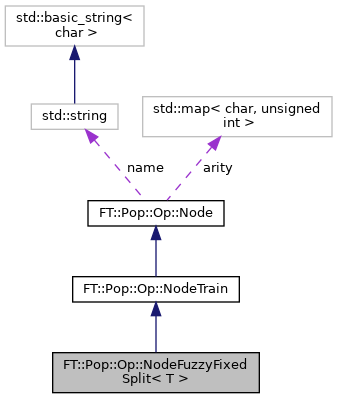 std::basic_string<
char >
std::string
std::map< char, unsigned
int >
name
arity
FT::Pop::Op::Node
FT::Pop::Op::NodeTrain
FT::Pop::Op::NodeFuzzyFixed
Split< T >